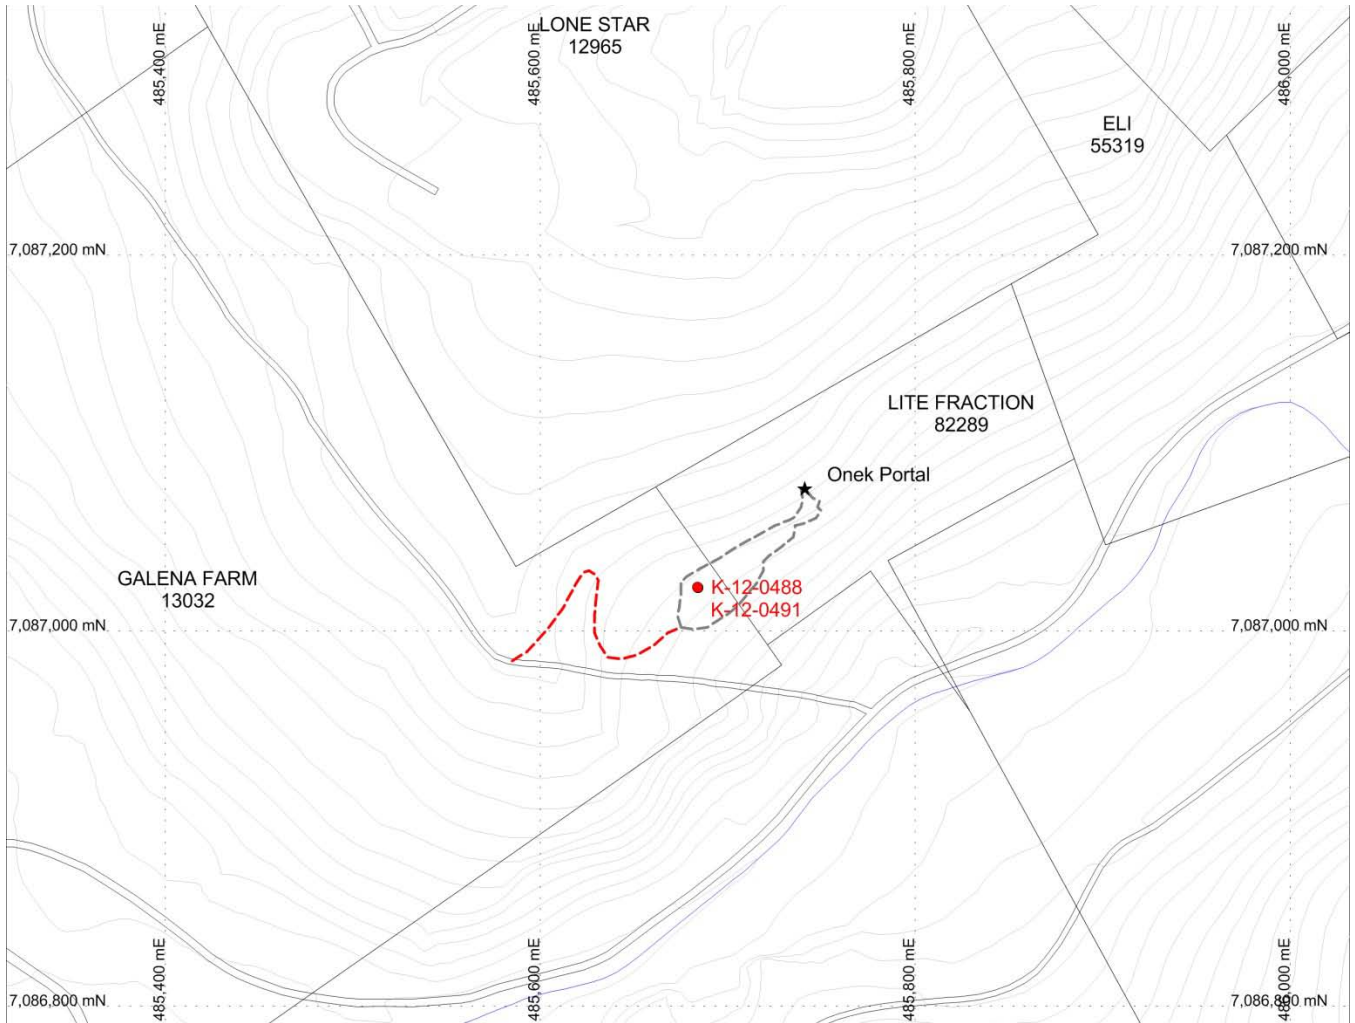 LONE STAR
12965
485,400 mE
485,600 mE
485,800 mE
486,000 mE
ELI
55319
7,087,200 mN
7,087,200 mN
LITE FRACTION
82289
Onek Portal
GALENA FARM
13032
K-12-0488
K-12-0491
7,087,000 mN
7,087,000 mN
485,400 mE
485,600 mE
485,800 mE
486,000 mE
7,086,800 mN
7,086,800 mN